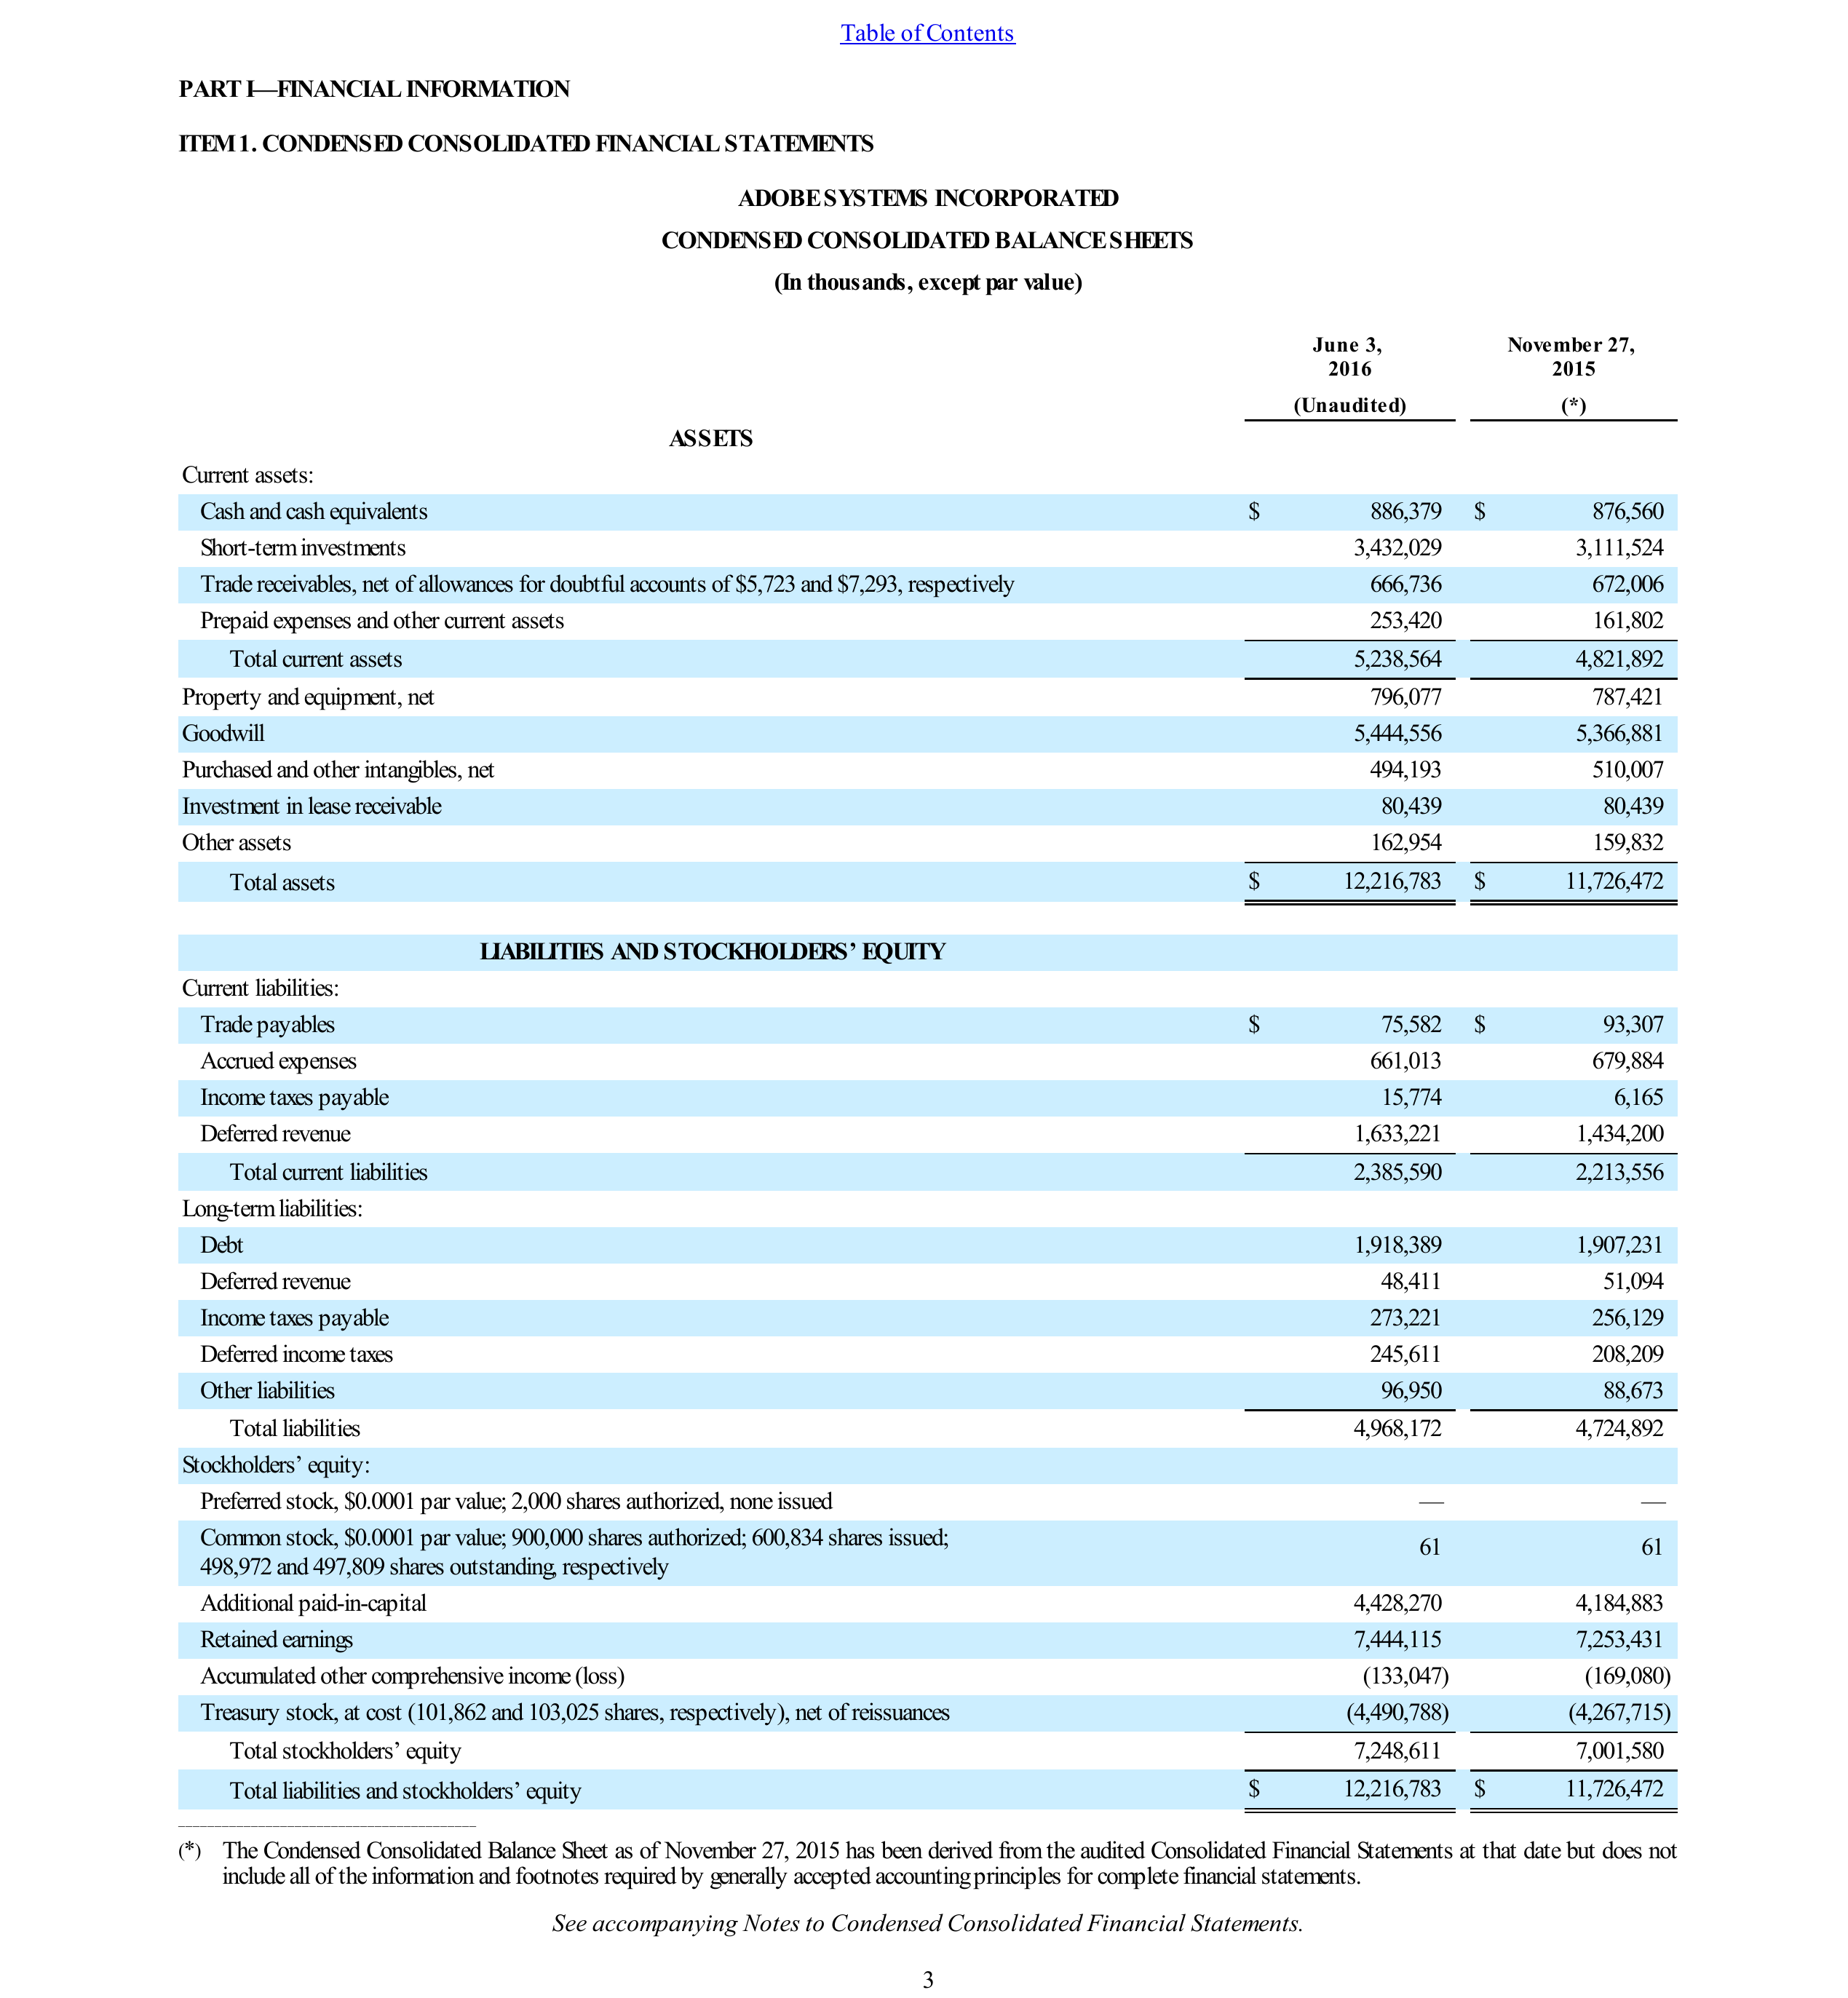 Table of Contents
PART I—FINANCIAL INFORMATION
ITEM 1. CONDENSED CONSOLIDATED FINANCIAL STATEMENTS
ADOBE SYSTEMS INCORPORATED
CONDENSED CONSOLIDATED BALANCE SHEETS
(In thousands, except par value)
June 3, 2016 November 27, 2015
(Unaudited) (*)
ASSETS
Current assets:
Cash and cash equivalents $ 886,379 $ 876,560
Short-term investments 3,432,029 3,111,524
Trade receivables, net of allowances for doubtful accounts of $5,723 and $7,293, respectively 666,736 672,006
Prepaid expenses and other current assets 253,420 161,802
Total current assets 5,238,564 4,821,892
Property and equipment, net 796,077 787,421
Goodwill 5,444,556 5,366,881
Purchased and other intangibles, net 494,193 510,007
Investment in lease receivable 80,439 80,439
Other assets 162,954 159,832
Total assets $ 12,216,783 $ 11,726,472
LIABILITIES AND STOCKHOLDERS’ EQUITY
Current liabilities:
Trade payables $ 75,582 $ 93,307
Accrued expenses 661,013 679,884
Income taxes payable 15,774 6,165
Deferred revenue 1,633,221 1,434,200
Total current liabilities 2,385,590 2,213,556
Long-term liabilities:
Debt 1,918,389 1,907,231
Deferred revenue 48,411 51,094
Income taxes payable 273,221 256,129
Deferred income taxes 245,611 208,209
Other liabilities 96,950 88,673
Total liabilities 4,968,172 4,724,892
Stockholders’ equity:
Preferred stock, $0.0001 par value; 2,000 shares authorized, none issued — —
Common stock, $0.0001 par value; 900,000 shares authorized; 600,834 shares issued;
498,972 and 497,809 shares outstanding, respectively 61 61
Additional paid-in-capital 4,428,270 4,184,883
Retained earnings 7,444,115 7,253,431
Accumulated other comprehensive income (loss) (133,047) (169,080)
Treasury stock, at cost (101,862 and 103,025 shares, respectively), net of reissuances (4,490,788) (4,267,715)
Total stockholders’ equity 7,248,611 7,001,580
Total liabilities and stockholders’ equity $ 12,216,783 $ 11,726,472
(*) The Condensed Consolidated Balance Sheet as of November 27, 2015 has been derived from the audited Consolidated Financial Statements at that date but does not
include all of the information and footnotes required by generally accepted accounting principles for complete financial statements.
See accompanying Notes to Condensed Consolidated Financial Statements.
3